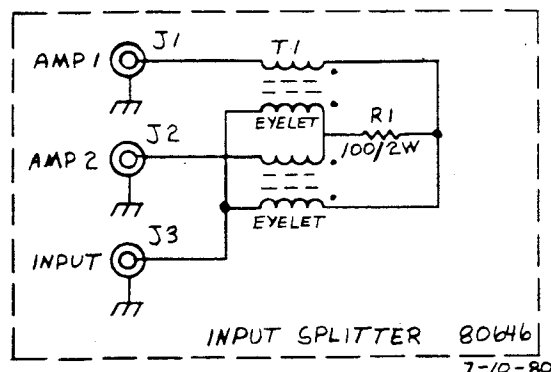 J1
T1
AMP 1
EYELET
R1
100/2W
J2
AMP 2
EYELET
J3
INPUT
INPUT SPLITTER 80646
7-10-80